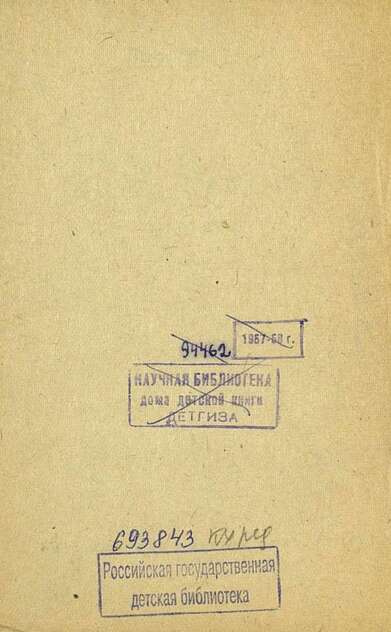 1967-68 г.
94462
НАУЧНАЯ БИБЛИОТЕКА
дома детской книги
ДЕТГИЗА
693843
Российская государственная
детская библиотека